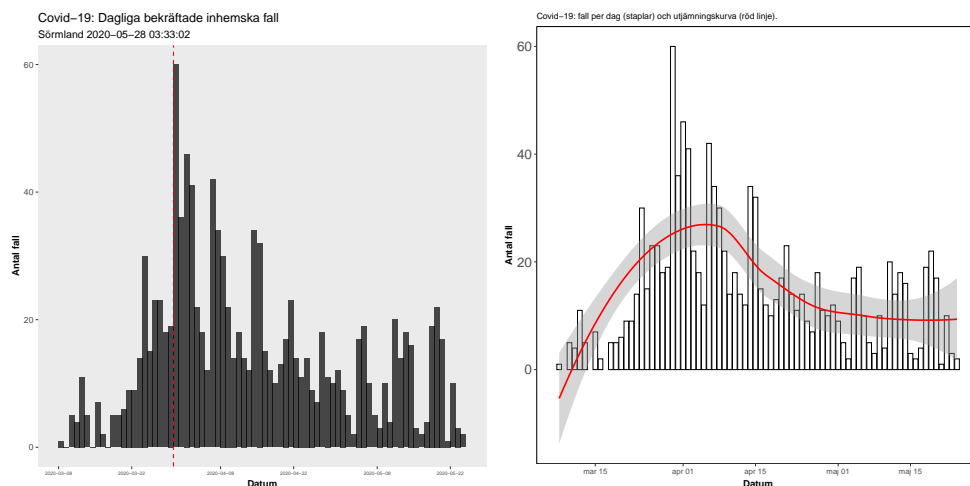 Covid−19: Dagliga bekräftade inhemska fall
Sörmland 2020−05−28 03:33:02
Antal fall
60
40
20
0
2020−03−08 2020−03−22 2020−04−08 2020−04−22 2020−05−08 2020−05−22
Datum
Covid−19: fall per dag (staplar) och utjämningskurva (röd linje).
Antal fall
60
40
20
0
mar 15 apr 01 apr 15 maj 01 maj 15
Datum